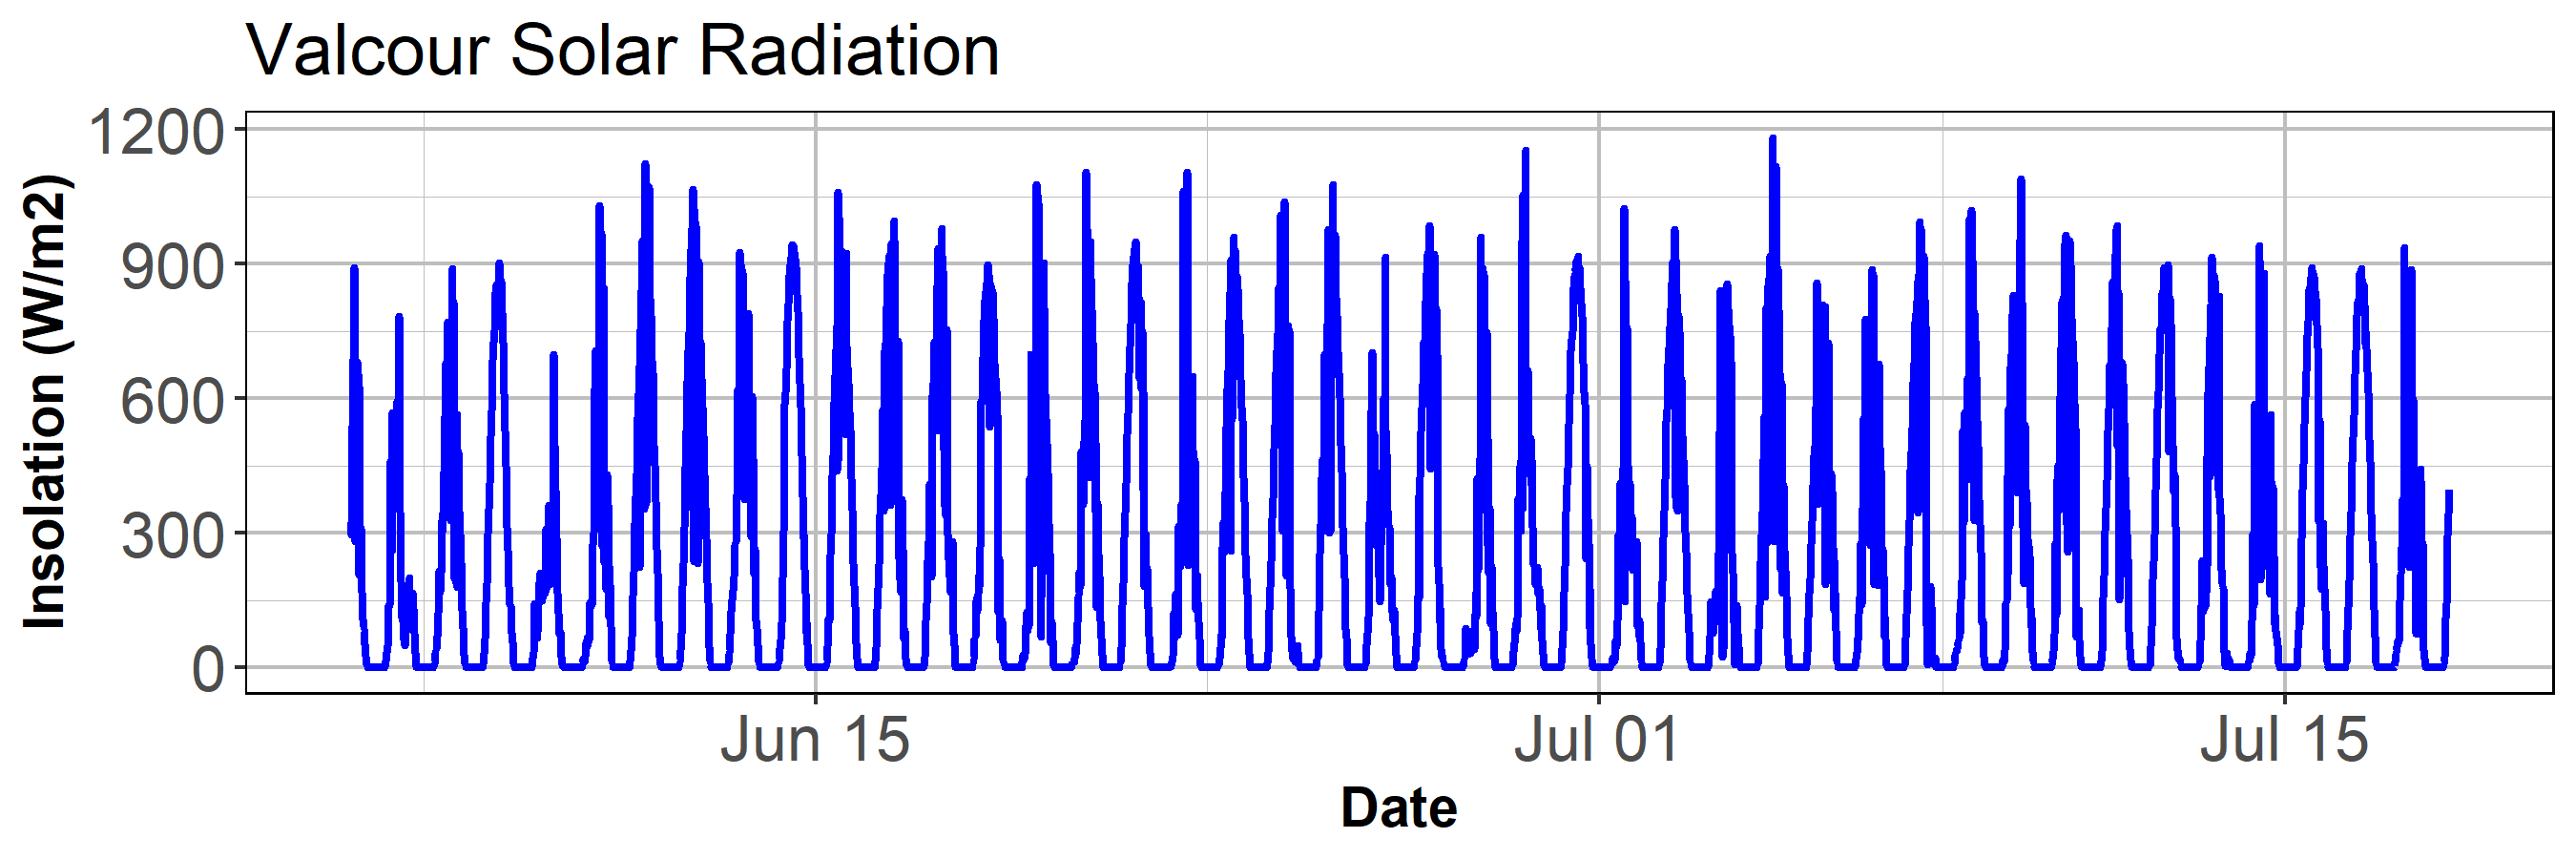 Valcour Solar Radiation
1200
900
600
300
0
Insolation (W/m2)
Jun 15
Jul 01
Jul 15
Date